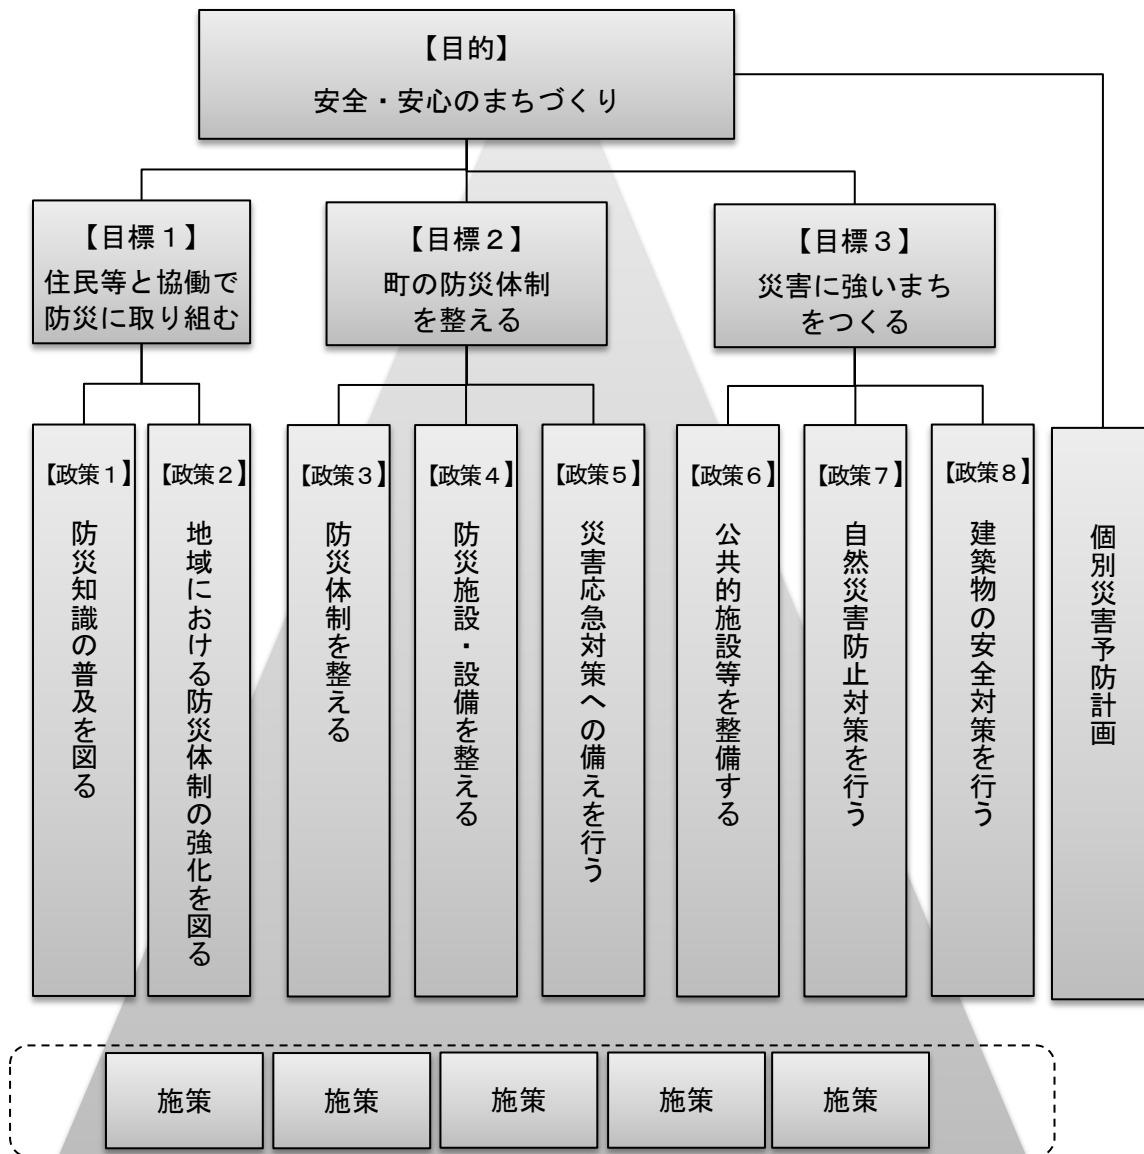 【目的】
安全・安心のまちづくり
【目標１】
住民等と協働で
防災に取り組む
【目標２】
町の防災体制
を整える
【目標３】
災害に強いまち
をつくる
【政策１】
防災知識の普及を図る
【政策２】
地域における防災体制の強化を図る
【政策３】
防災体制を整える
【政策４】
防災施設・設備を整える
【政策５】
災害応急対策への備えを行う
【政策６】
公共的施設等を整備する
【政策７】
自然災害防止対策を行う
【政策８】
建築物の安全対策を行う
個別災害予防計画
施策
施策
施策
施策
施策